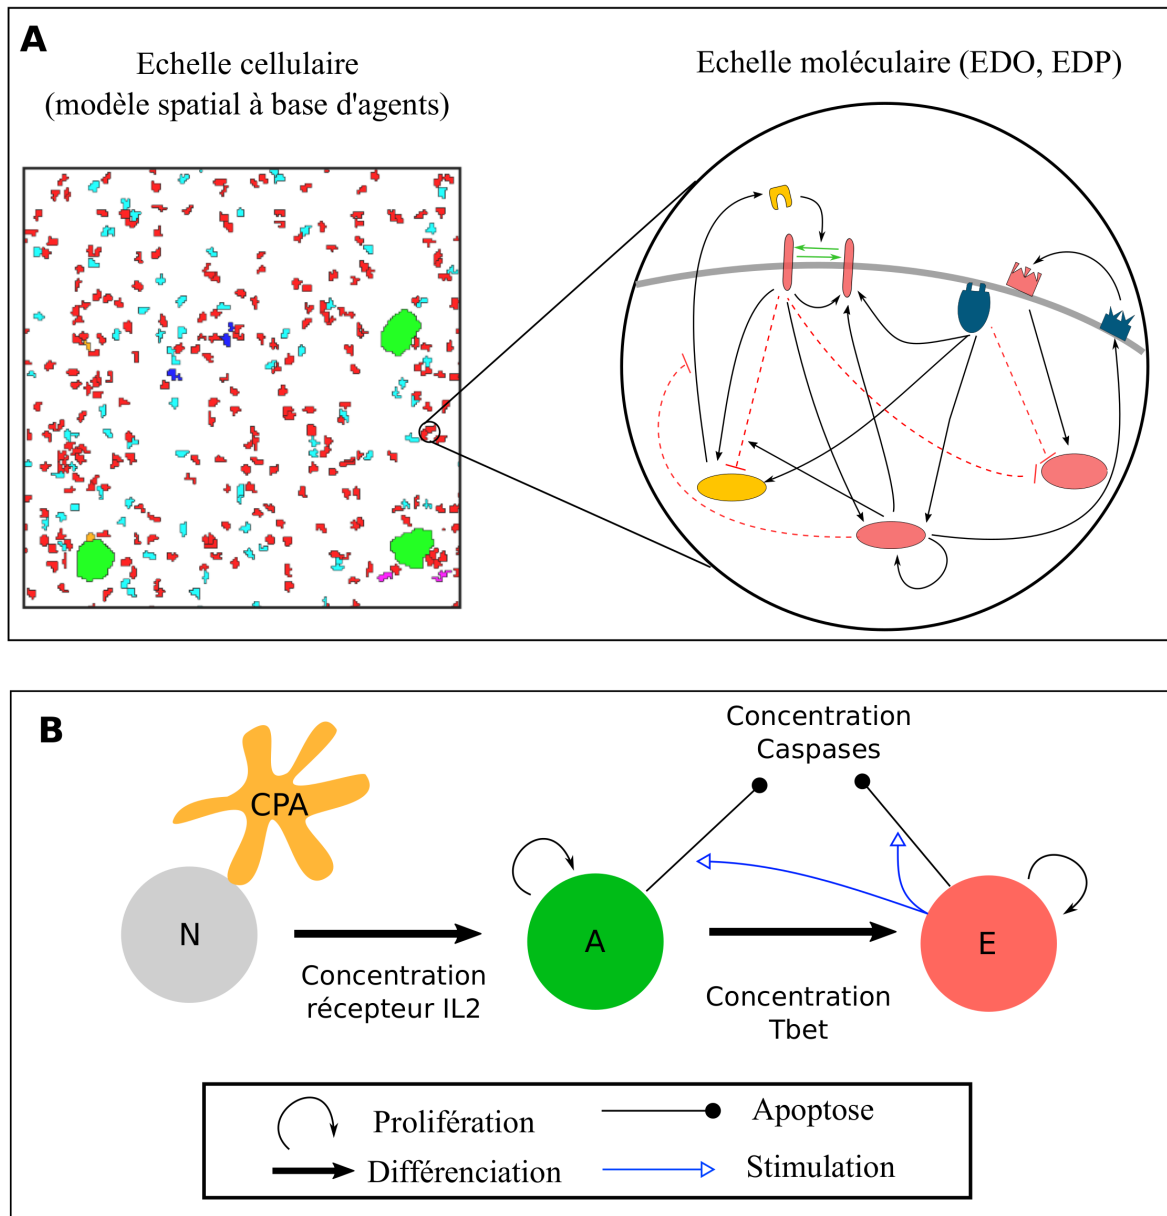 A
Echelle cellulaire
(modèle spatial à base d'agents)
Echelle moléculaire (EDO, EDP)
B
CPA
N
Concentration
récepteur IL2
A
Concentration
Caspases
Concentration
Tbet
E
Prolifération
Apoptose
Différenciation
Stimulation